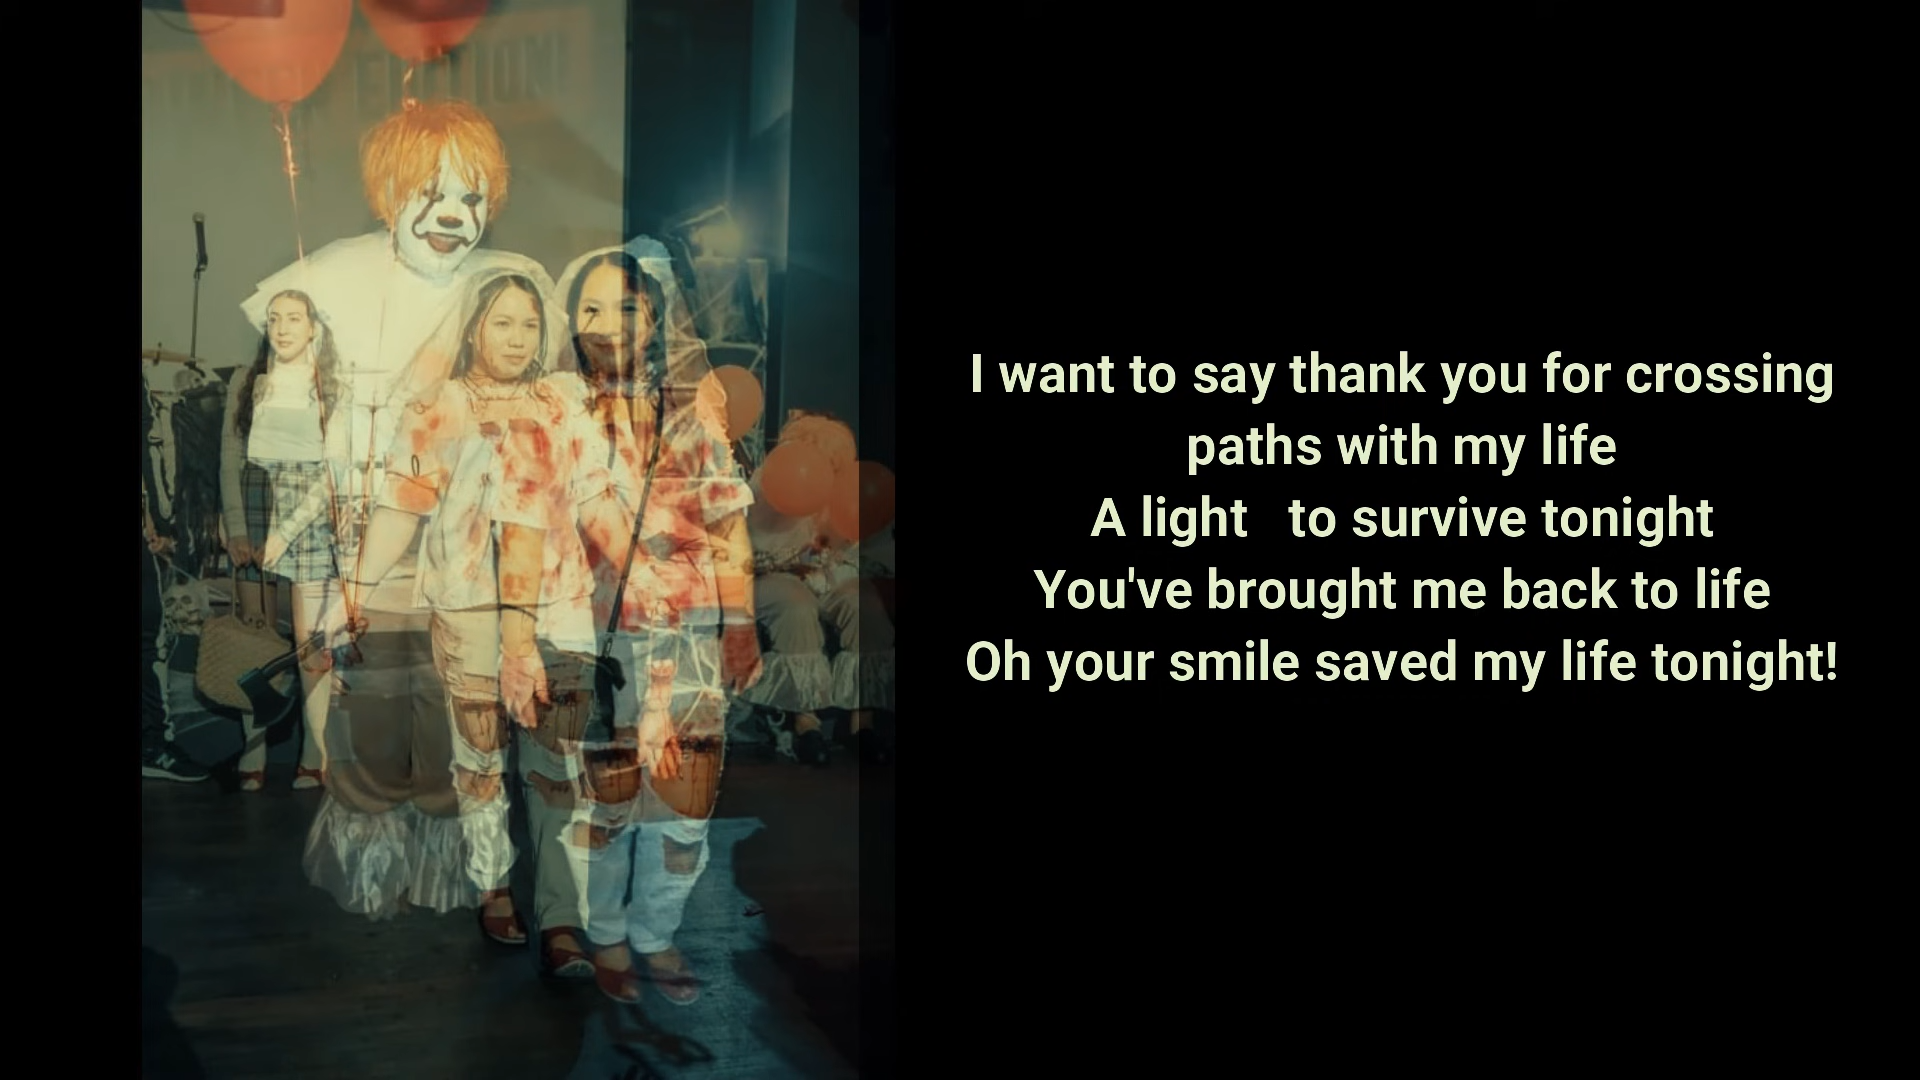 I want to say thank you for crossing
paths with my life
A light   to survive tonight
You've brought me back to life
Oh your smile saved my life tonight!